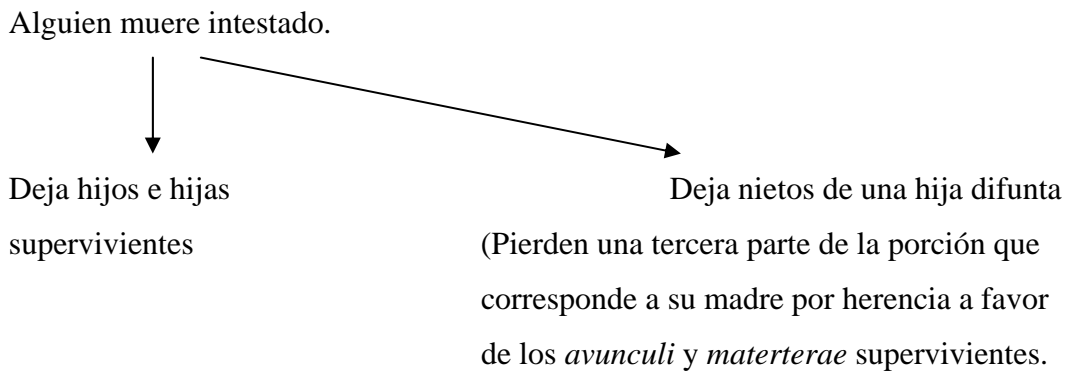 Alguien muere intestado.
Deja hijos e hijas
supervivientes
Deja nietos de una hija difunta
(Pierden una tercera parte de la porción que
corresponde a su madre por herencia a favor
de los avunculi y materterae supervivientes.